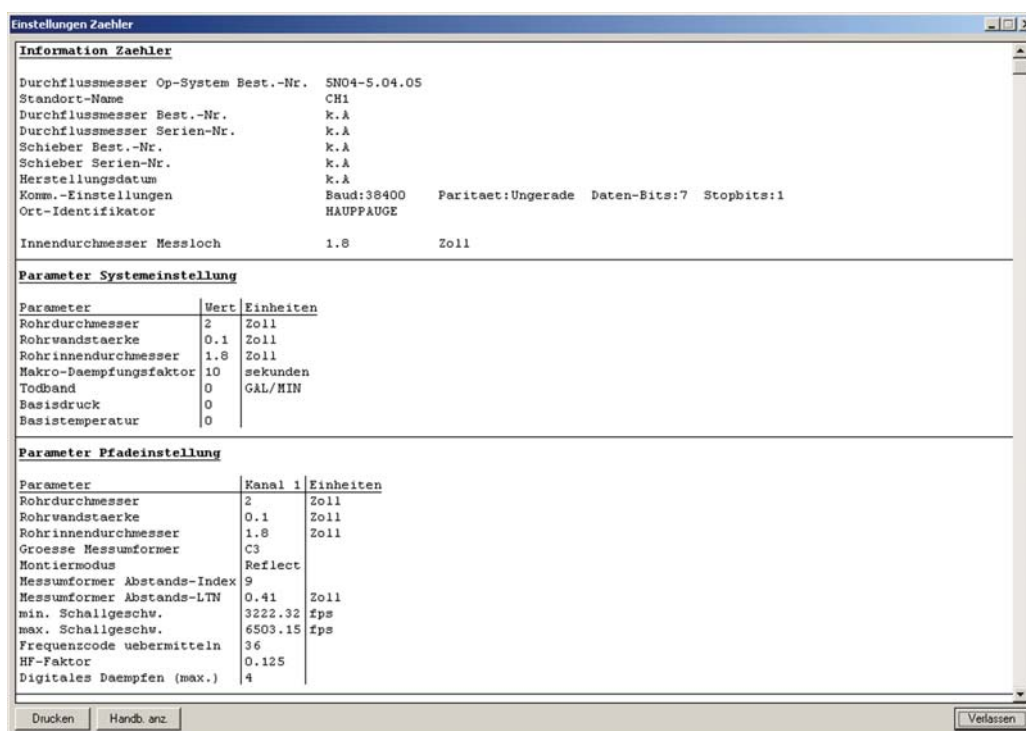 Einstellungen Zaehler
Information Zaehler
Durchflussmesser Op-System Best.-Nr. 5N04-5.04.05
Standort-Name CH1
Durchflussmesser Best.-Nr. k.A
Durchflussmesser Serien-Nr. k.A
Schieber Best.-Nr. k.A
Schieber Serien-Nr. k.A
Herstellungsdatum k.A
Komm.-Einstellungen Baud:38400 Paritaet:Ungerade Daten-Bits:7 Stopbits:1
Ort-Identifikator HAUPPAUGE
Innendurchmesser Messloch 1.8 Zoll
Parameter Systemeinstellung
Parameter Wert Einheiten
Rohrdurchmesser 2 Zoll
Rohrwandstaerke 0.1 Zoll
Rohrinnendurchmesser 1.8 Zoll
Makro-Daempfungsfaktor 10 sekunden
Todband 0 GAL/MIN
Basisdruck 0
Basistemperatur 0
Parameter Pfadeinstellung
Parameter Kanal 1 Einheiten
Rohrdurchmesser 2 Zoll
Rohrwandstaerke 0.1 Zoll
Rohrinnendurchmesser 1.8 Zoll
Groesse Messumformer C3
Montiermodus Reflect
Messumformer Abstands-Index 9
Messumformer Abstands-LTN 0.41 Zoll
min. Schallgeschw. 3222.32 fps
max. Schallgeschw. 6503.15 fps
Frequenzcode uebermitteln 36
HF-Faktor 0.125
Digitales Daempfen (max.) 4
Drucken Handb. anz. Verlassen